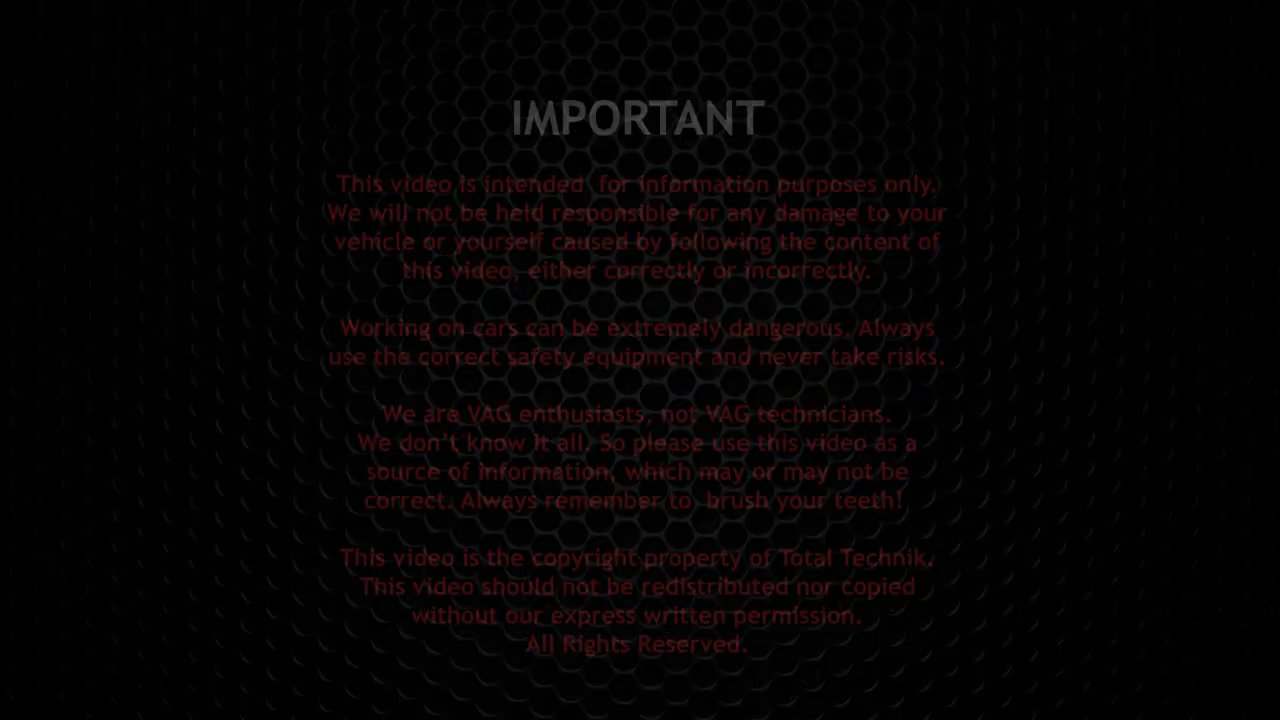 IMPORTANT
This video is intended for information purposes only.
We will not be held responsible for any damage to your
vehicle or yourself caused by following the content of
this video, either correctly or incorrectly.
Working on cars can be extremely dangerous. Always
use the correct safety equipment and never take risks.
We are VAG enthusiasts, not VAG technicians.
We don't know it all. So please use this video as a
source of information, which may or may not be
correct. Always remember to brush your teeth!
This video is the copyright property of Total Technik.
This video should not be redistributed nor copied
without our express written permission.
All Rights Reserved.